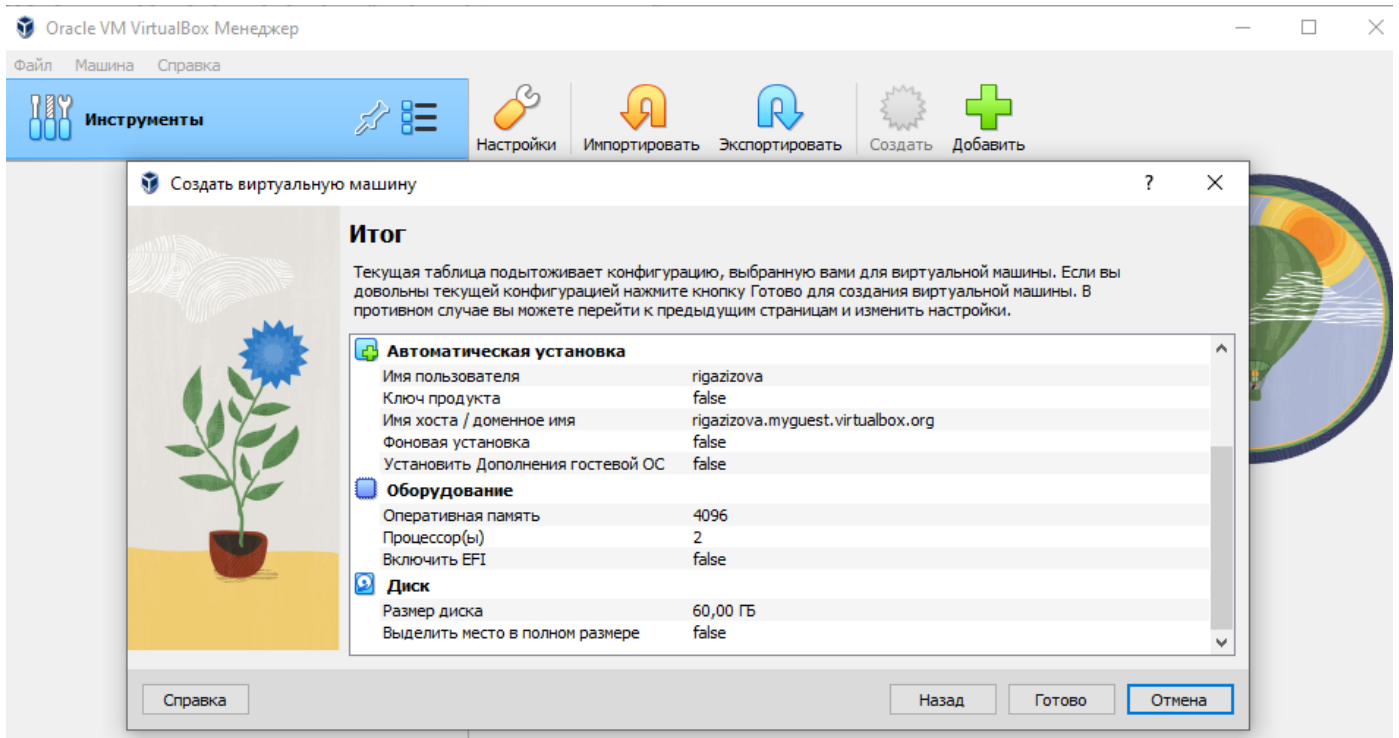 Oracle VM VirtualBox Менеджер
Файл Машина Справка
Инструменты
Настройки Импортировать Экспортировать Создать Добавить
Создать виртуальную машину ?
Итог
Текущая таблица подытоживает конфигурацию, выбранную вами для виртуальной машины. Если вы
довольны текущей конфигурацией нажмите кнопку Готово для создания виртуальной машины. В
противном случае вы можете перейти к предыдущим страницам и изменить настройки.
Автоматическая установка
Имя пользователя rigazizova
Ключ продукта false
Имя хоста / доменное имя rigazizova.myguest.virtualbox.org
Фоновая установка false
Установить Дополнения гостевой ОС false
Оборудование
Оперативная память 4096
Процессор(ы) 2
Включить EFI false
Диск
Размер диска 60,00 ГБ
Выделить место в полном размере false
Справка Назад Готово Отмена